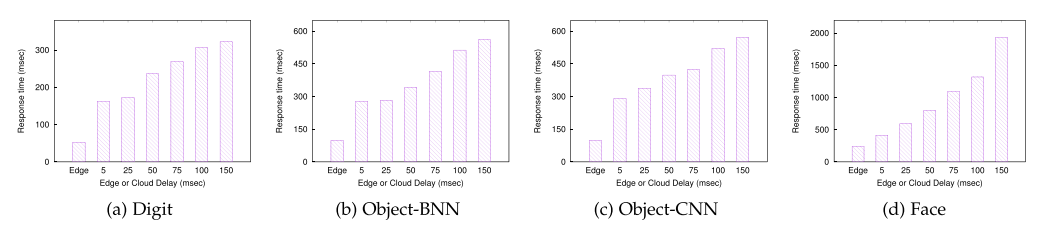 Response time (msec)
300
200
100
0
Edge 5 25 50 75 100 150
Edge or Cloud Delay (msec)
(a) Digit
Response time (msec)
600
450
300
150
0
Edge 5 25 50 75 100 150
Edge or Cloud Delay (msec)
(b) Object-BNN
Response time (msec)
600
450
300
150
0
Edge 5 25 50 75 100 150
Edge or Cloud Delay (msec)
(c) Object-CNN
Response time (msec)
2000
1500
1000
500
0
Edge 5 25 50 75 100 150
Edge or Cloud Delay (msec)
(d) Face